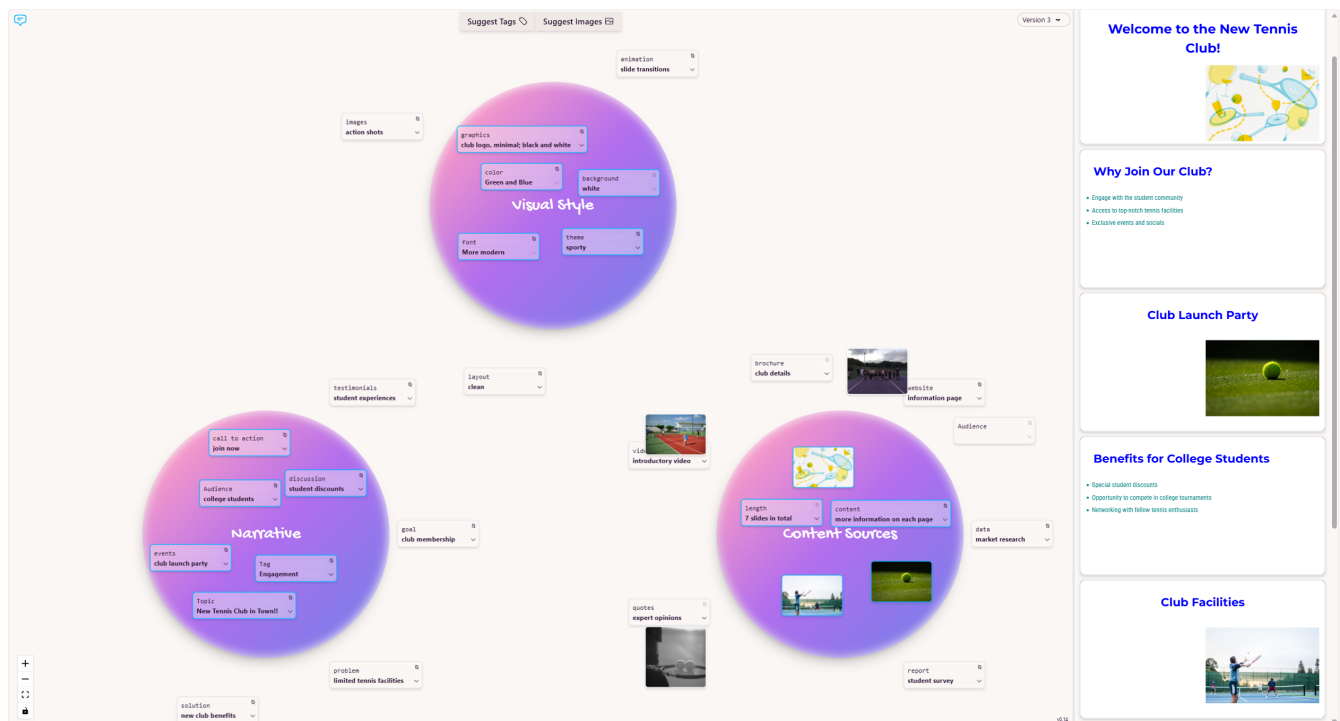 Suggest Tags
Suggest Images
Version 3
animation
slide transitions
images
action shots
graphics
club logo, minimal; black and white
color
Green and Blue
background
white
Visual Style
font
More modern
theme
sporty
layout
clean
testimonials
student experiences
call to action
join now
discussion
student discounts
Audience
college students
Narrative
goal
club membership
events
club launch party
Tag
Engagement
Topic
New Tennis Club in Town!!
problem
limited tennis facilities
solution
new club benefits
brochure
club details
website
information page
Audience
introductory video
length
7 slides in total
content
more information on each page
Content Sources
data
market research
quotes
expert opinions
report
student survey
v0.14
Welcome to the New Tennis
Club!
Why Join Our Club?
• Engage with the student community
• Access to top-notch tennis facilities
• Exclusive events and socials
Club Launch Party
Benefits for College Students
• Special student discounts
• Opportunity to compete in college tournaments
• Networking with fellow tennis enthusiasts
Club Facilities